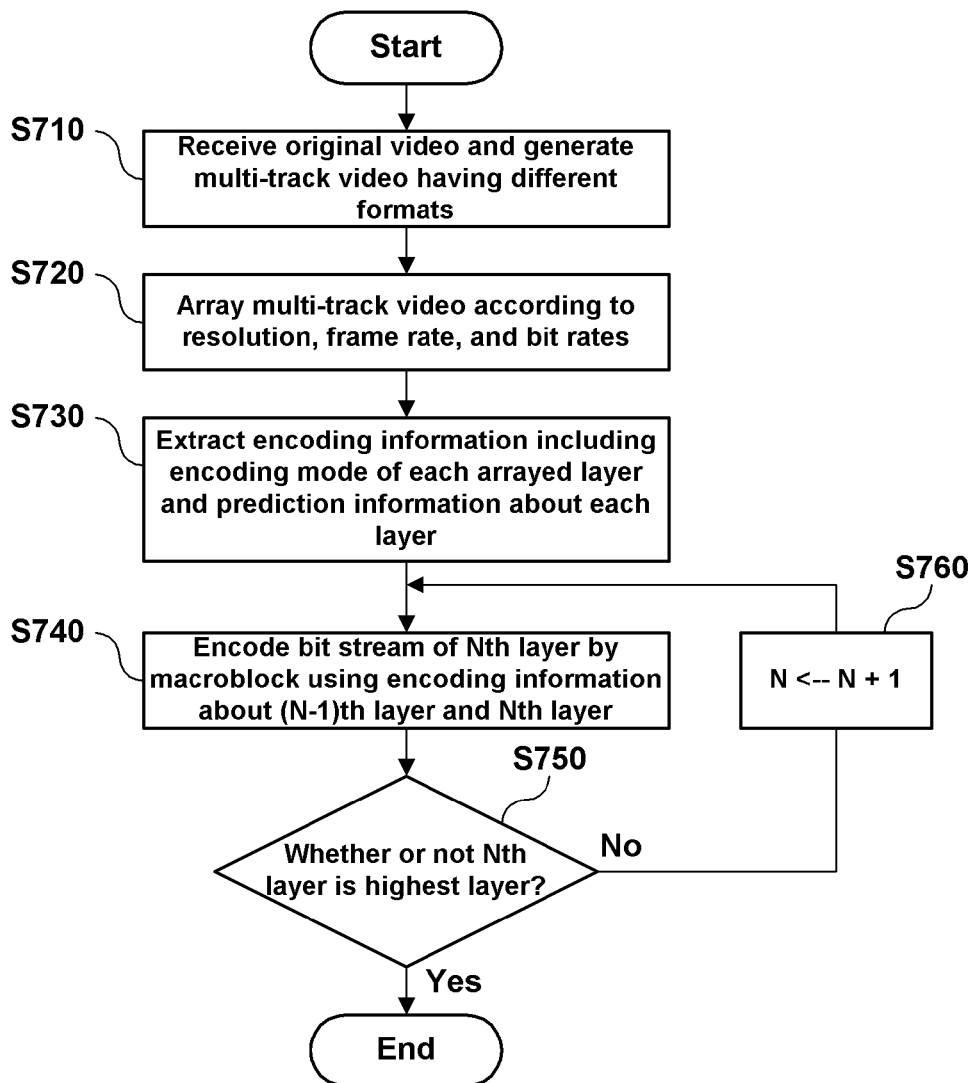 Start
S710
Receive original video and generate
multi-track video having different
formats
S720
Array multi-track video according to
resolution, frame rate, and bit rates
S730
Extract encoding information including
encoding mode of each arrayed layer
and prediction information about each
layer
S760
N <-- N + 1
S740
Encode bit stream of Nth layer by
macroblock using encoding information
about (N-1)th layer and Nth layer
S750
Whether or not Nth
layer is highest layer?
No
Yes
End